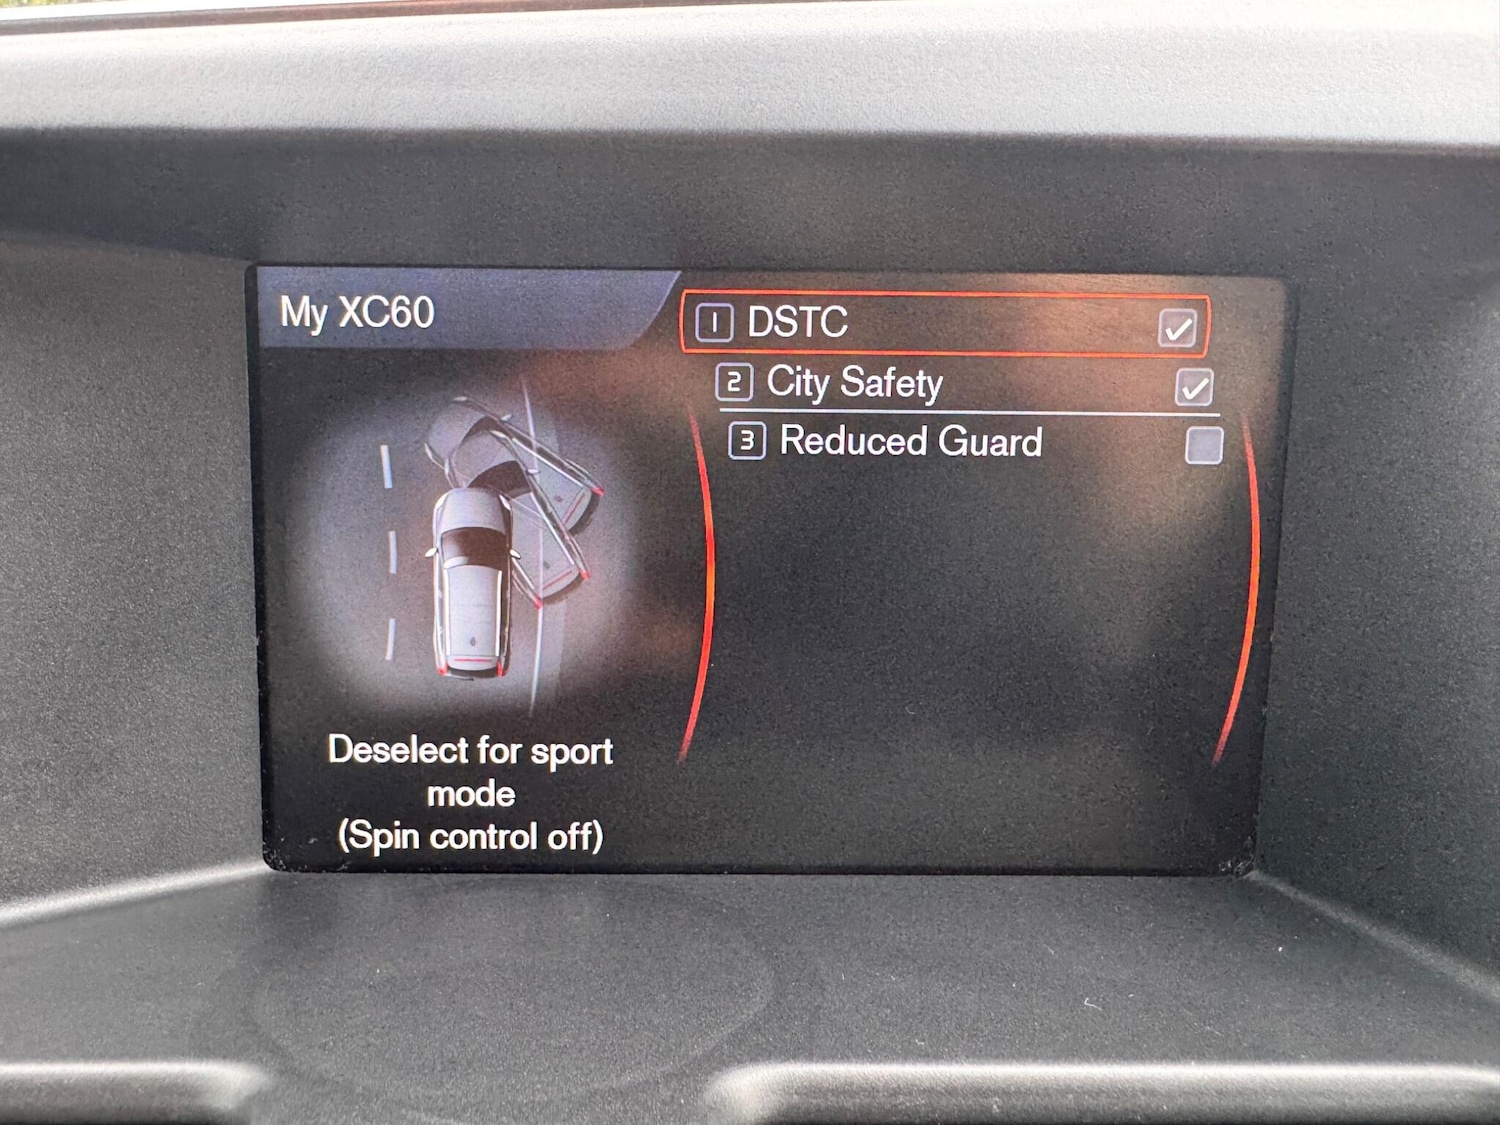 My XC60
1 DSTC
2 City Safety
3 Reduced Guard
Deselect for sport
mode
(Spin control off)